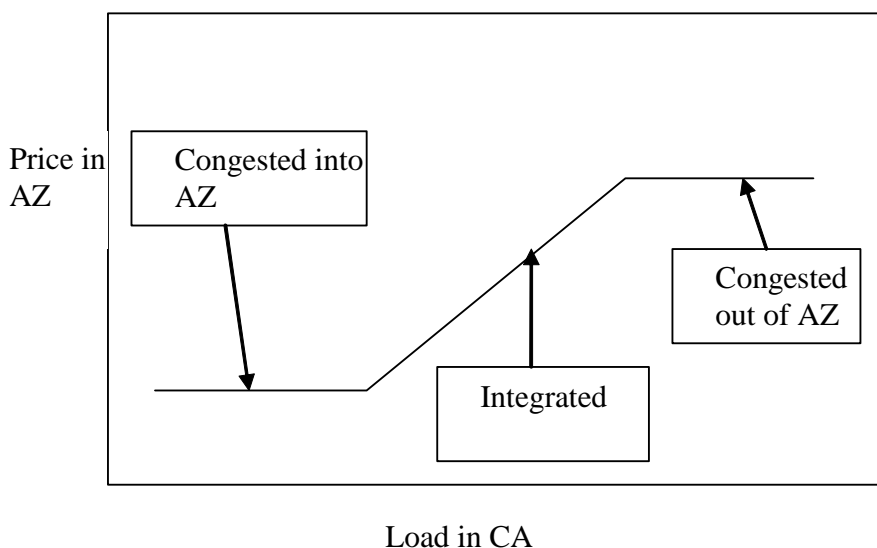 Price in
AZ
Congested into
AZ
Congested
out of AZ
Integrated
Load in CA